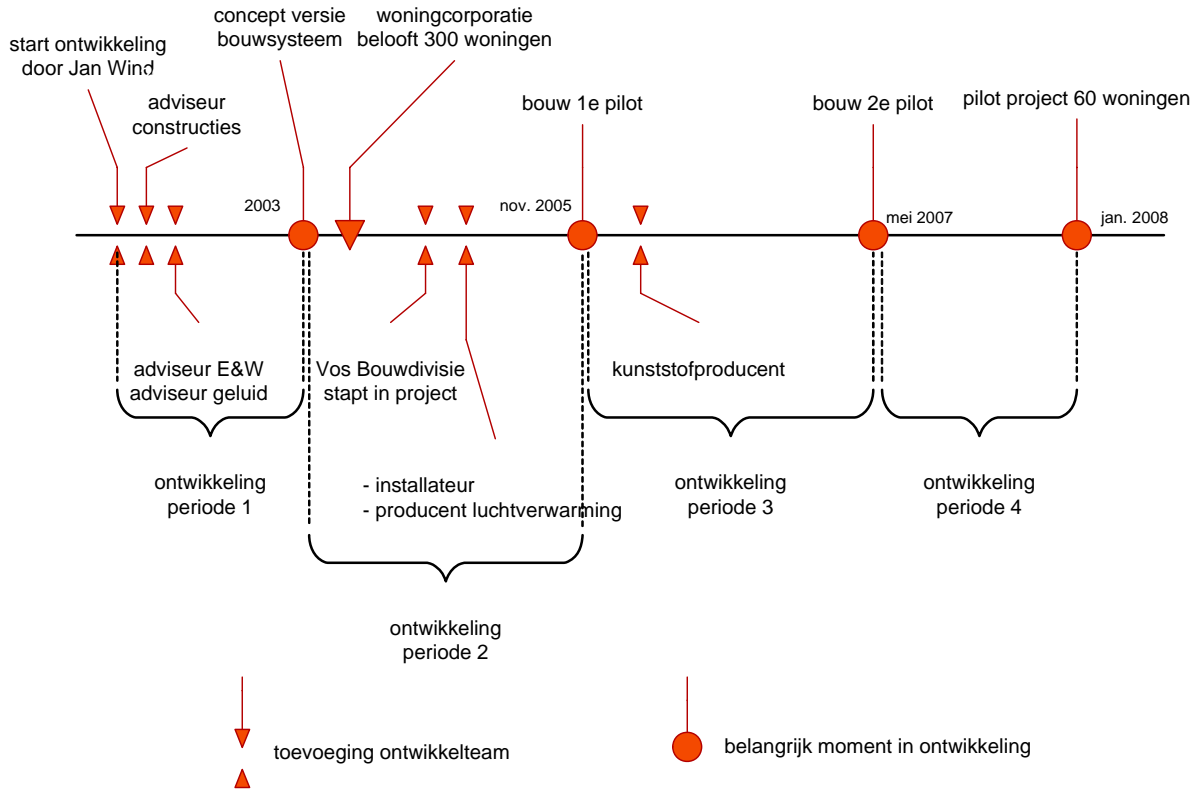 concept versie
bouwsysteem
woningcorporatie
belooft 300 woningen
start ontwikkeling
door Jan Wind
adviseur
constructies
bouw 1e pilot
bouw 2e pilot
pilot project 60 woningen
2003
nov. 2005
mei 2007
jan. 2008
adviseur E&W
adviseur geluid
Vos Bouwdivisie
stapt in project
kunststofproducent
ontwikkeling
periode 1
- installateur
- producent luchtverwarming
ontwikkeling
periode 3
ontwikkeling
periode 4
ontwikkeling
periode 2
toevoeging ontwikkelteam
belangrijk moment in ontwikkeling